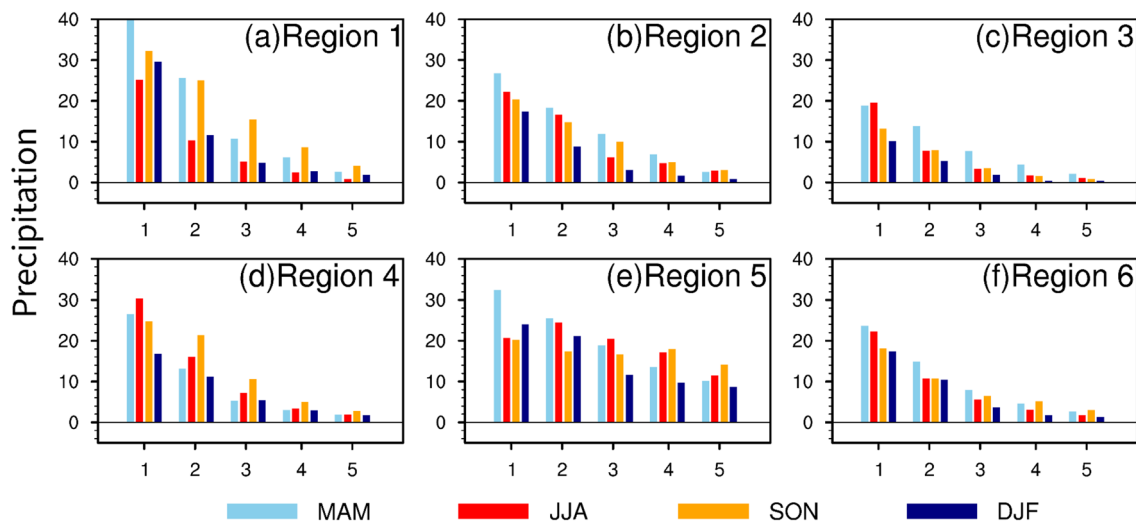 Precipitation
(a)Region 1
40
30
20
10
0
1 2 3 4 5
(b)Region 2
40
30
20
10
0
1 2 3 4 5
(c)Region 3
40
30
20
10
0
1 2 3 4 5
(d)Region 4
40
30
20
10
0
1 2 3 4 5
(e)Region 5
40
30
20
10
0
1 2 3 4 5
(f)Region 6
40
30
20
10
0
1 2 3 4 5
MAM JJA SON DJF